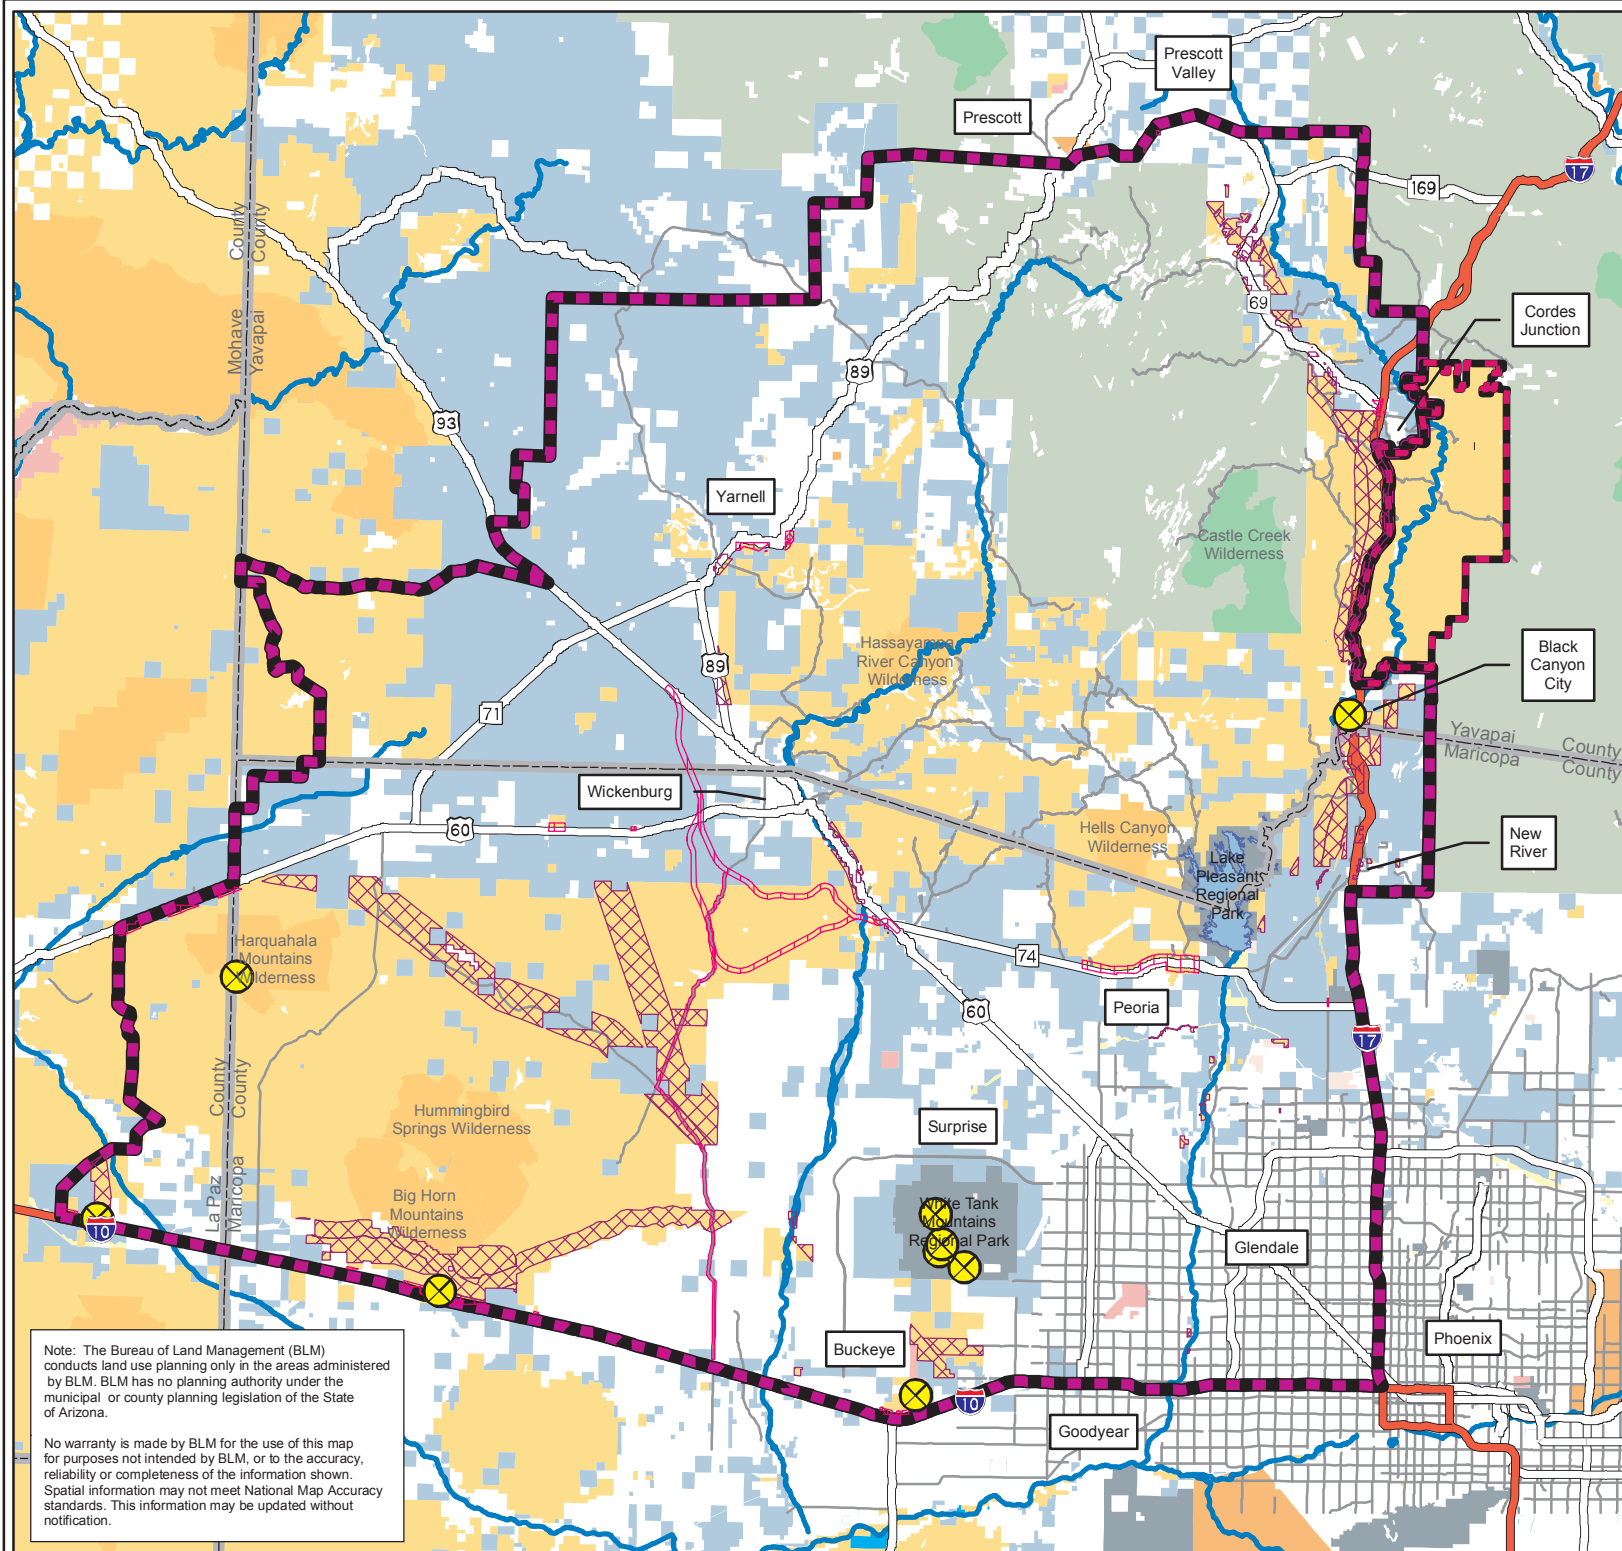 Prescott
Valley
Prescott
17
169
County
County
Mohave
Yavapai
69
Cordes
Junction
89
93
Yarnell
Castle Creek
Wilderness
Hassayampa
River Canyon
Wilderness
89
Black
Canyon
City
71
Yavapai County
Maricopa County
Wickenburg
60
Hells Canyon
Wilderness
New
River
Lake
Pleasant
Regional
Park
Harquahala
Mountains
Wilderness
74
Peoria
60
17
County
County
Hummingbird
Springs Wilderness
Surprise
La Paz
Maricopa
Big Horn
Mountains
Wilderness
White Tank
Mountains
Regional Park
10
Glendale
Phoenix
Buckeye
10
Goodyear
Note: The Bureau of Land Management (BLM)
conducts land use planning only in the areas administered
by BLM. BLM has no planning authority under the
municipal or county planning legislation of the State
of Arizona.
No warranty is made by BLM for the use of this map
for purposes not intended by BLM, or to the accuracy,
reliability or completeness of the information shown.
Spatial information may not meet National Map Accuracy
standards. This information may be updated without
notification.